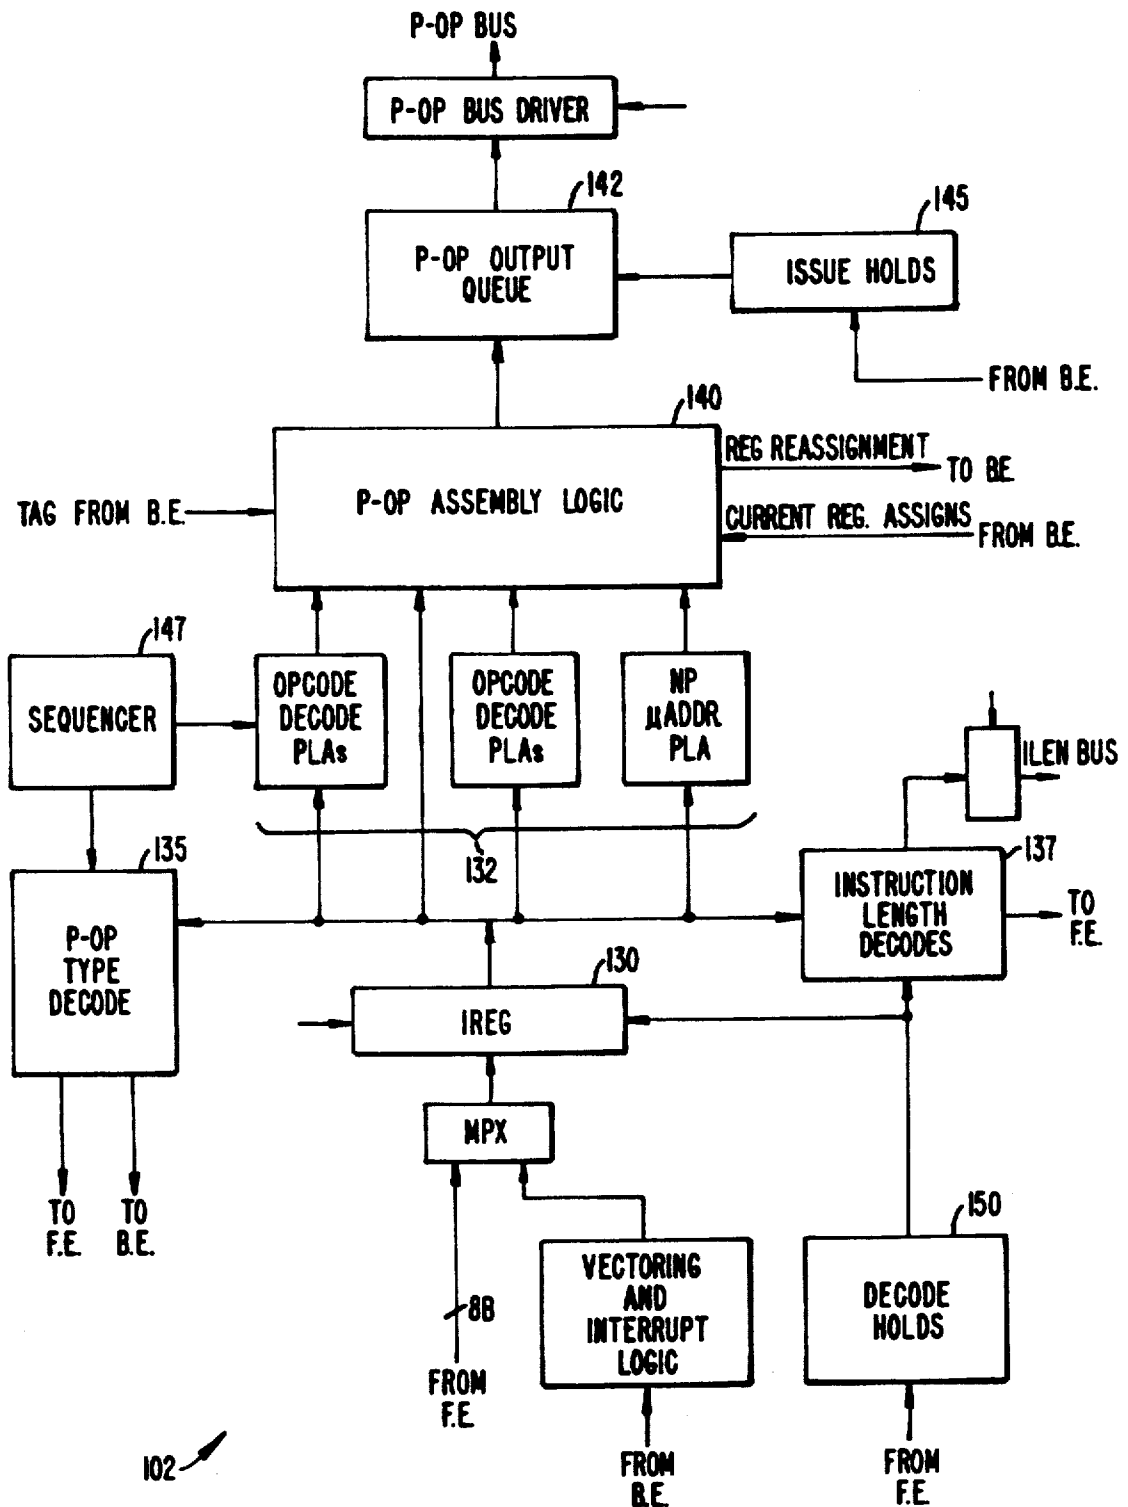 P-OP BUS
P-OP BUS DRIVER
142
P-OP OUTPUT
QUEUE
145
ISSUE HOLDS
FROM B.E.
140
P-OP ASSEMBLY LOGIC
REG REASSIGNMENT
TO B.E.
TAG FROM B.E.
CURRENT REG. ASSIGNS
FROM B.E.
147
SEQUENCER
OPCODE
DECODE
PLAs
OPCODE
DECODE
PLAs
NP
μADDR
PLA
ILEN BUS
132
135
P-OP
TYPE
DECODE
137
INSTRUCTION
LENGTH
DECODES
TO
F.E.
130
IREG
MPX
TO
F.E.
TO
B.E.
8B
FROM
F.E.
VECTORING
AND
INTERRUPT
LOGIC
FROM
B.E.
150
DECODE
HOLDS
FROM
F.E.
102